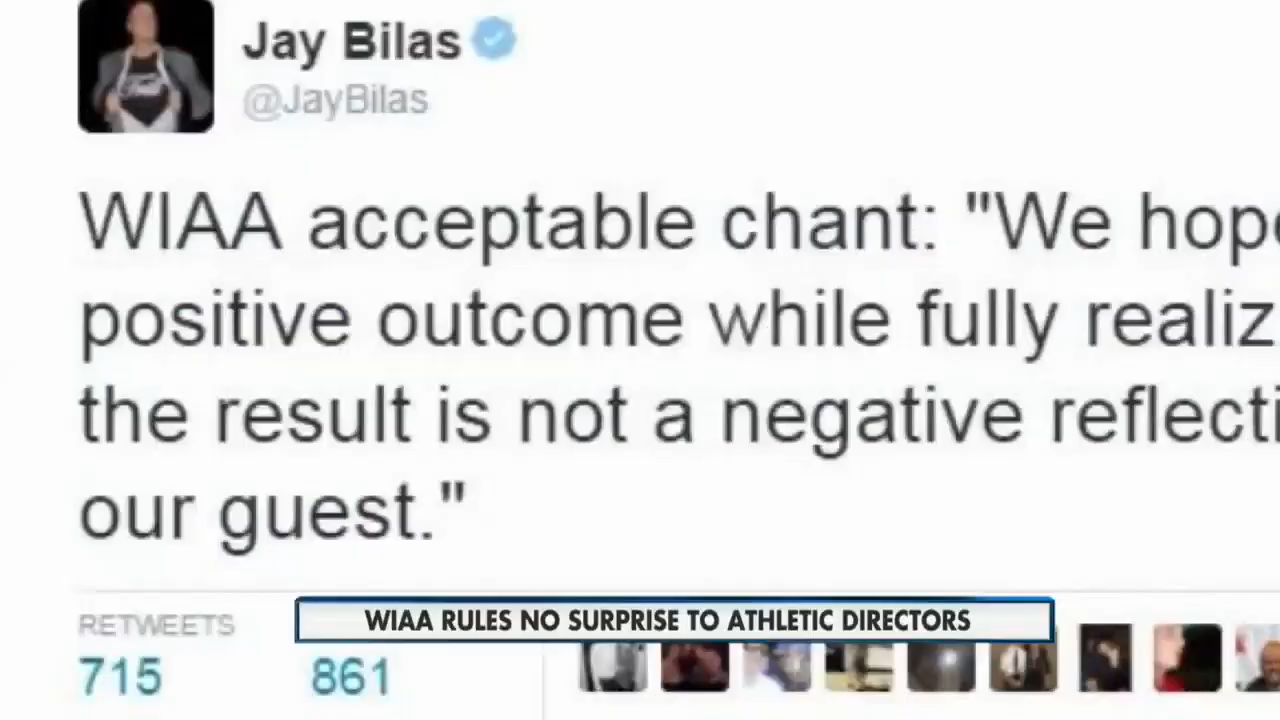 Jay Bilas
@JayBilas
WIAA acceptable chant: "We hop
positive outcome while fully realiz
the result is not a negative reflecti
our guest."
RETWEETS
WIAA RULES NO SURPRISE TO ATHLETIC DIRECTORS
715 861